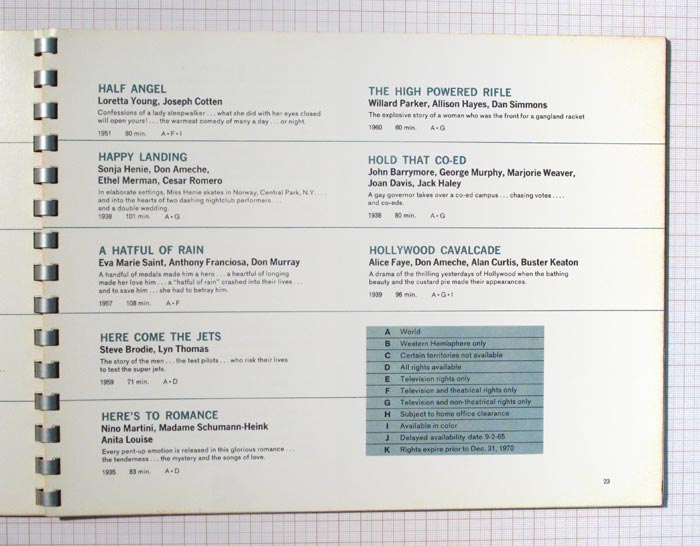 HALF ANGEL
Loretta Young, Joseph Cotten
Confessions of a lady sleepwalker . . . what she did with her eyes closed
will open yours! . . . the warmest comedy of many a day . . . or night.
1951 80 min. A•F•I
HAPPY LANDING
Sonja Henie, Don Ameche,
Ethel Merman, Cesar Romero
In elaborate settings, Miss Henie skates in Norway, Central Park, N.Y. . . .
and into the hearts of two dashing nightclub performers . . .
and a double wedding.
1938 101 min. A•G
A HATFUL OF RAIN
Eva Marie Saint, Anthony Franciosa, Don Murray
A handful of medals made him a hero . . . a heartful of longing
made her love him . . . a "hatful of rain" crashed into their lives . . .
and to save him . . . she had to betray him.
1957 108 min. A•F
HERE COME THE JETS
Steve Brodie, Lyn Thomas
The story of the men . . . the test pilots . . . who risk their lives
to test the super jets.
1959 71 min. A•D
HERE'S TO ROMANCE
Nino Martini, Madame Schumann-Heink
Anita Louise
Every pent-up emotion is released in this glorious romance . . .
the tenderness . . . the mystery and the songs of love.
1935 83 min. A•D
THE HIGH POWERED RIFLE
Willard Parker, Allison Hayes, Dan Simmons
The explosive story of a woman who was the front for a gangland racket
1960 60 min. A•G
HOLD THAT CO-ED
John Barrymore, George Murphy, Marjorie Weaver,
Joan Davis, Jack Haley
A gay governor takes over a co-ed campus . . . chasing votes . . . .
and co-eds.
1938 80 min. A•G
HOLLYWOOD CAVALCADE
Alice Faye, Don Ameche, Alan Curtis, Buster Keaton
A drama of the thrilling yesterdays of Hollywood when the bathing
beauty and the custard pie made their appearances.
1939 96 min. A•G•I
A World
B Western Hemisphere only
C Certain territories not available
D All rights available
E Television rights only
F Television and theatrical rights only
G Television and non-theatrical rights only
H Subject to home office clearance
I Available in color
J Delayed availability date 9-2-65
K Rights expire prior to Dec. 31, 1970
23